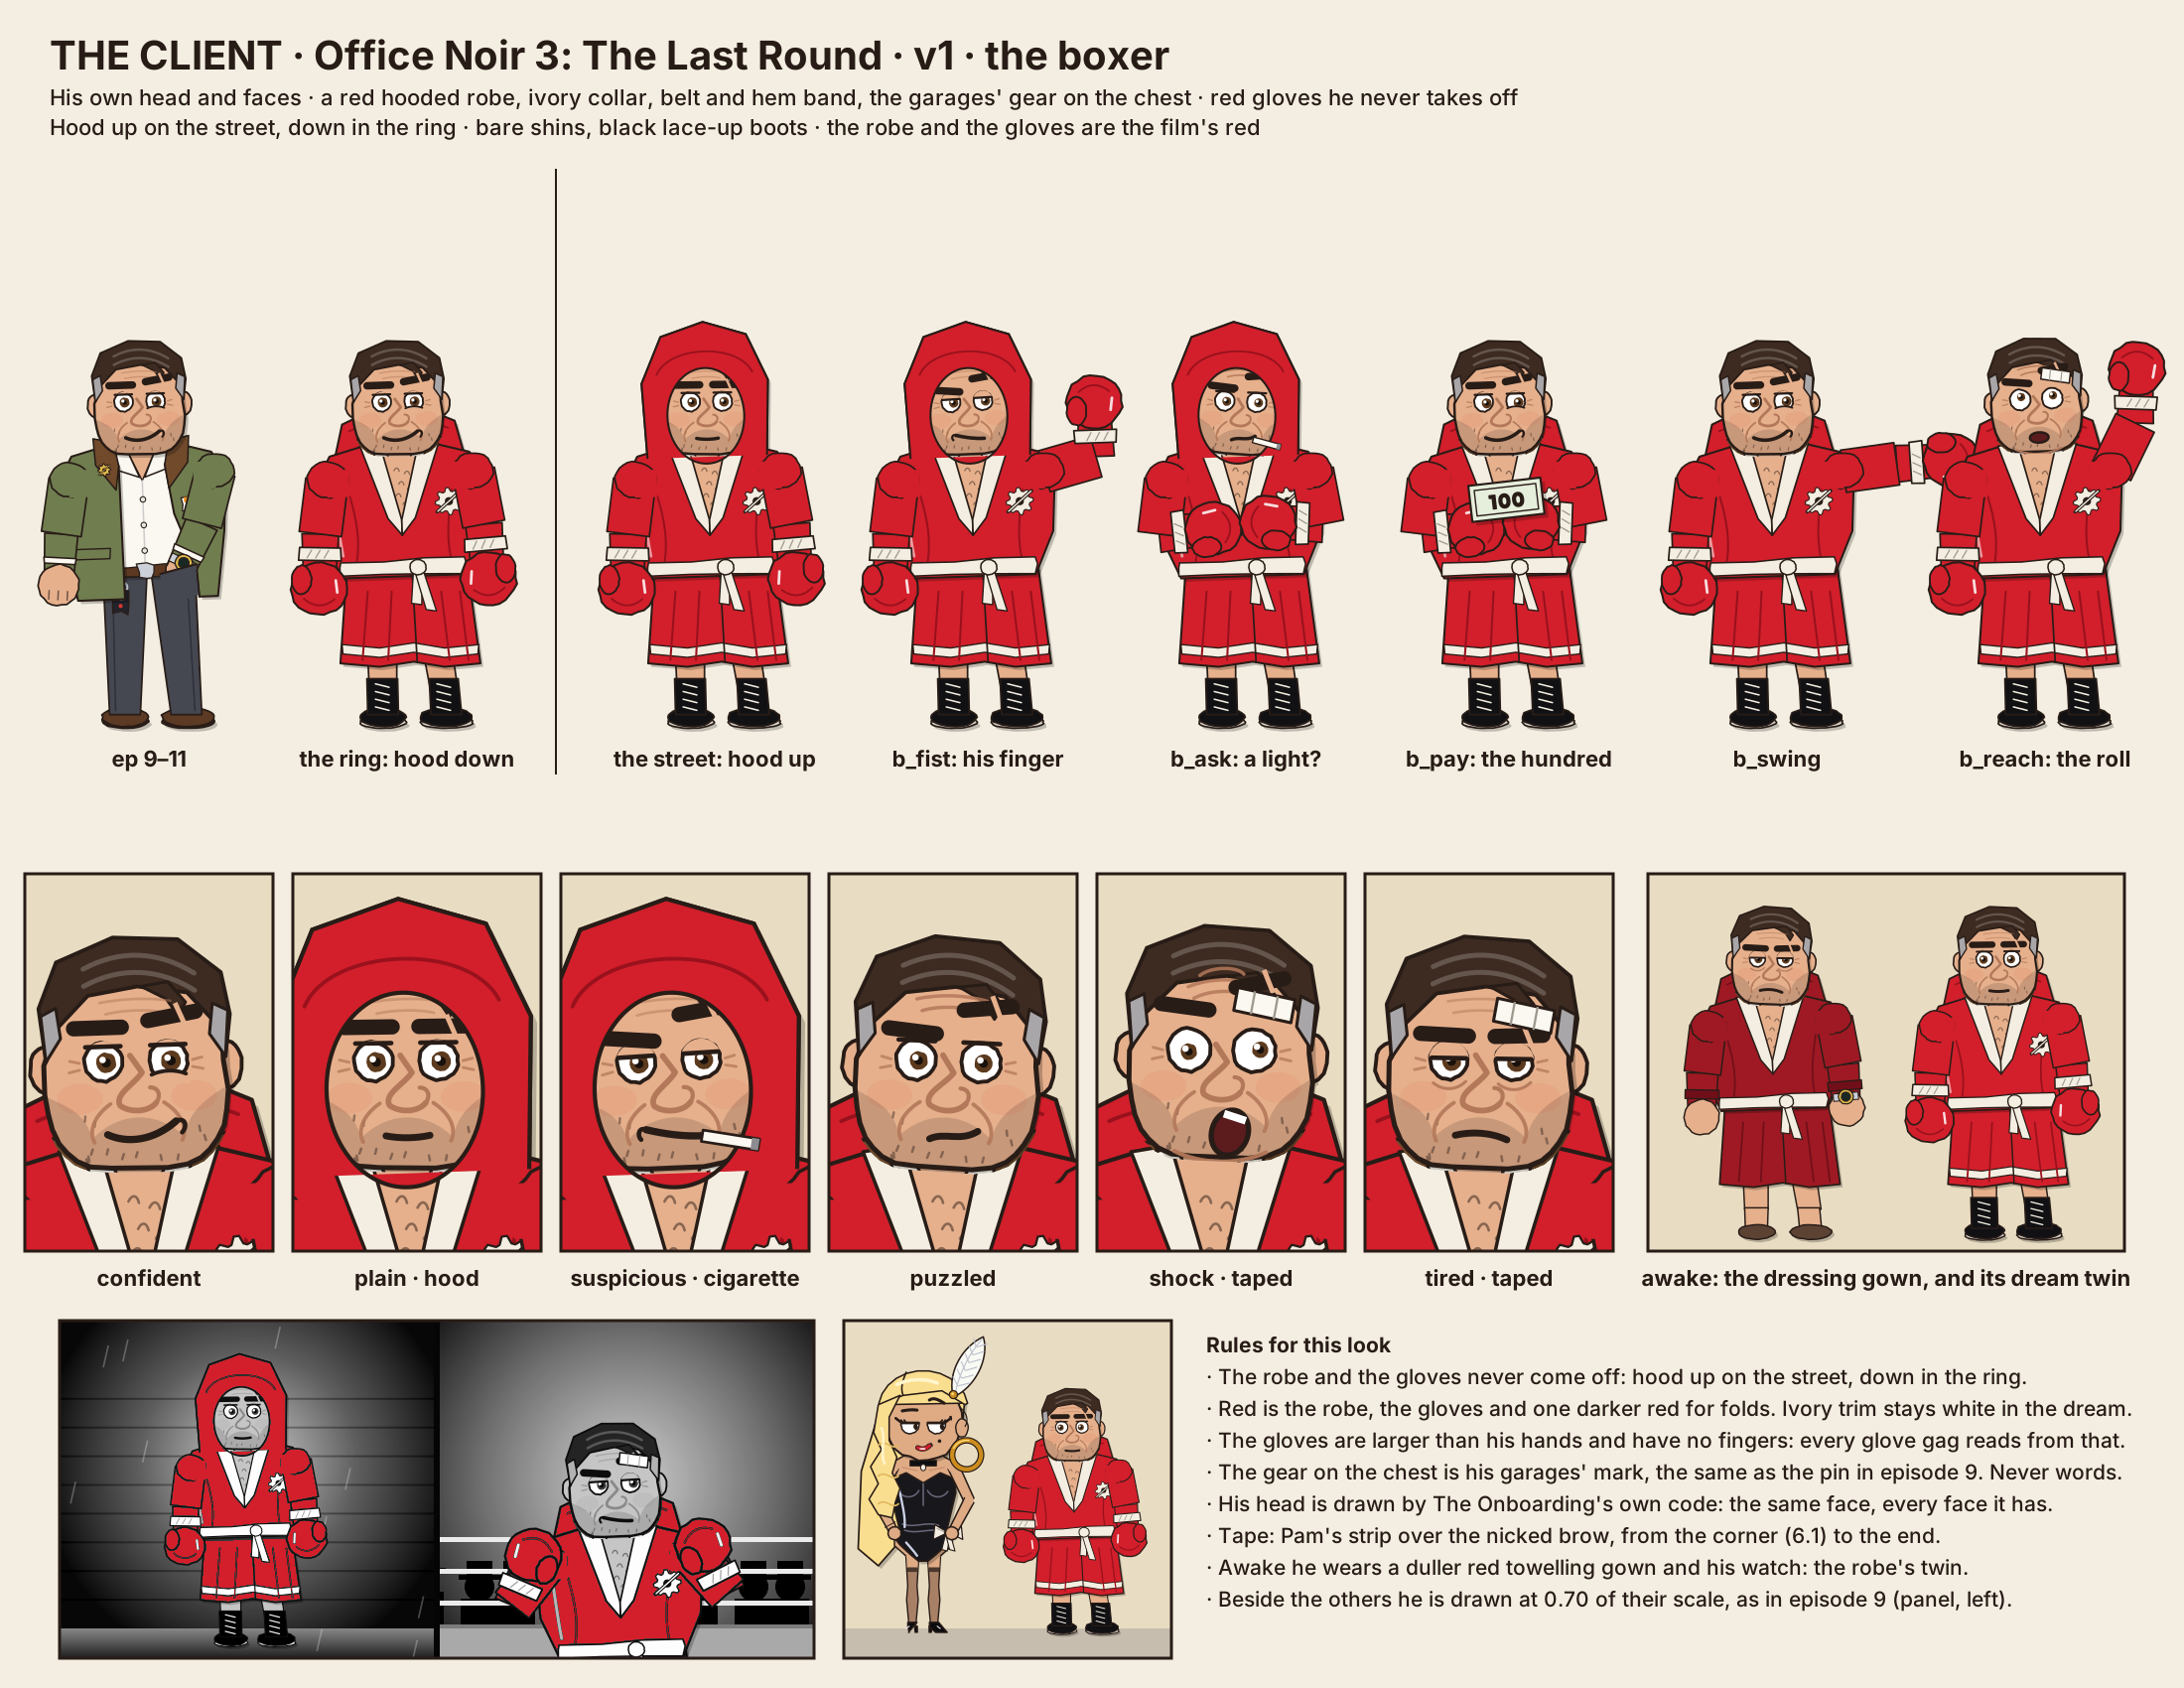 THE CLIENT · Office Noir 3: The Last Round · v1 · the boxer
His own head and faces · a red hooded robe, ivory collar, belt and hem band, the garages' gear on the chest · red gloves he never takes off
Hood up on the street, down in the ring · bare shins, black lace-up boots · the robe and the gloves are the film's red
100
ep 9–11
the ring: hood down
the street: hood up
b_fist: his finger
b_ask: a light?
b_pay: the hundred
b_swing
b_reach: the roll
confident
plain · hood
suspicious · cigarette
puzzled
shock · taped
tired · taped
awake: the dressing gown, and its dream twin
Rules for this look
· The robe and the gloves never come off: hood up on the street, down in the ring.
· Red is the robe, the gloves and one darker red for folds. Ivory trim stays white in the dream.
· The gloves are larger than his hands and have no fingers: every glove gag reads from that.
· The gear on the chest is his garages' mark, the same as the pin in episode 9. Never words.
· His head is drawn by The Onboarding's own code: the same face, every face it has.
· Tape: Pam's strip over the nicked brow, from the corner (6.1) to the end.
· Awake he wears a duller red towelling gown and his watch: the robe's twin.
· Beside the others he is drawn at 0.70 of their scale, as in episode 9 (panel, left).